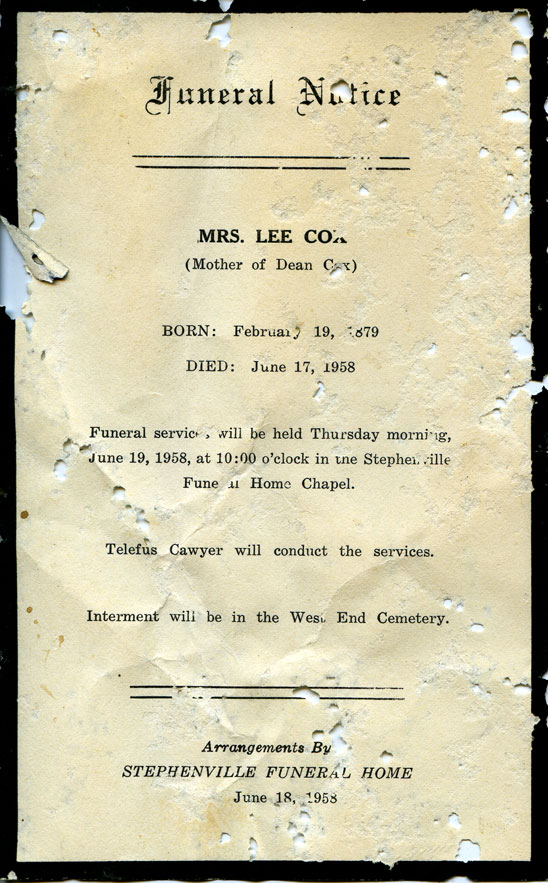 Funeral Notice
MRS. LEE COX
(Mother of Dean Cox)
BORN: February 19, 1879
DIED: June 17, 1958
Funeral services will be held Thursday morning,
June 19, 1958, at 10:00 o'clock in the Stephenville
Funeral Home Chapel.
Telefus Cawyer will conduct the services.
Interment will be in the West End Cemetery.
Arrangements By
STEPHENVILLE FUNERAL HOME
June 18, 1958